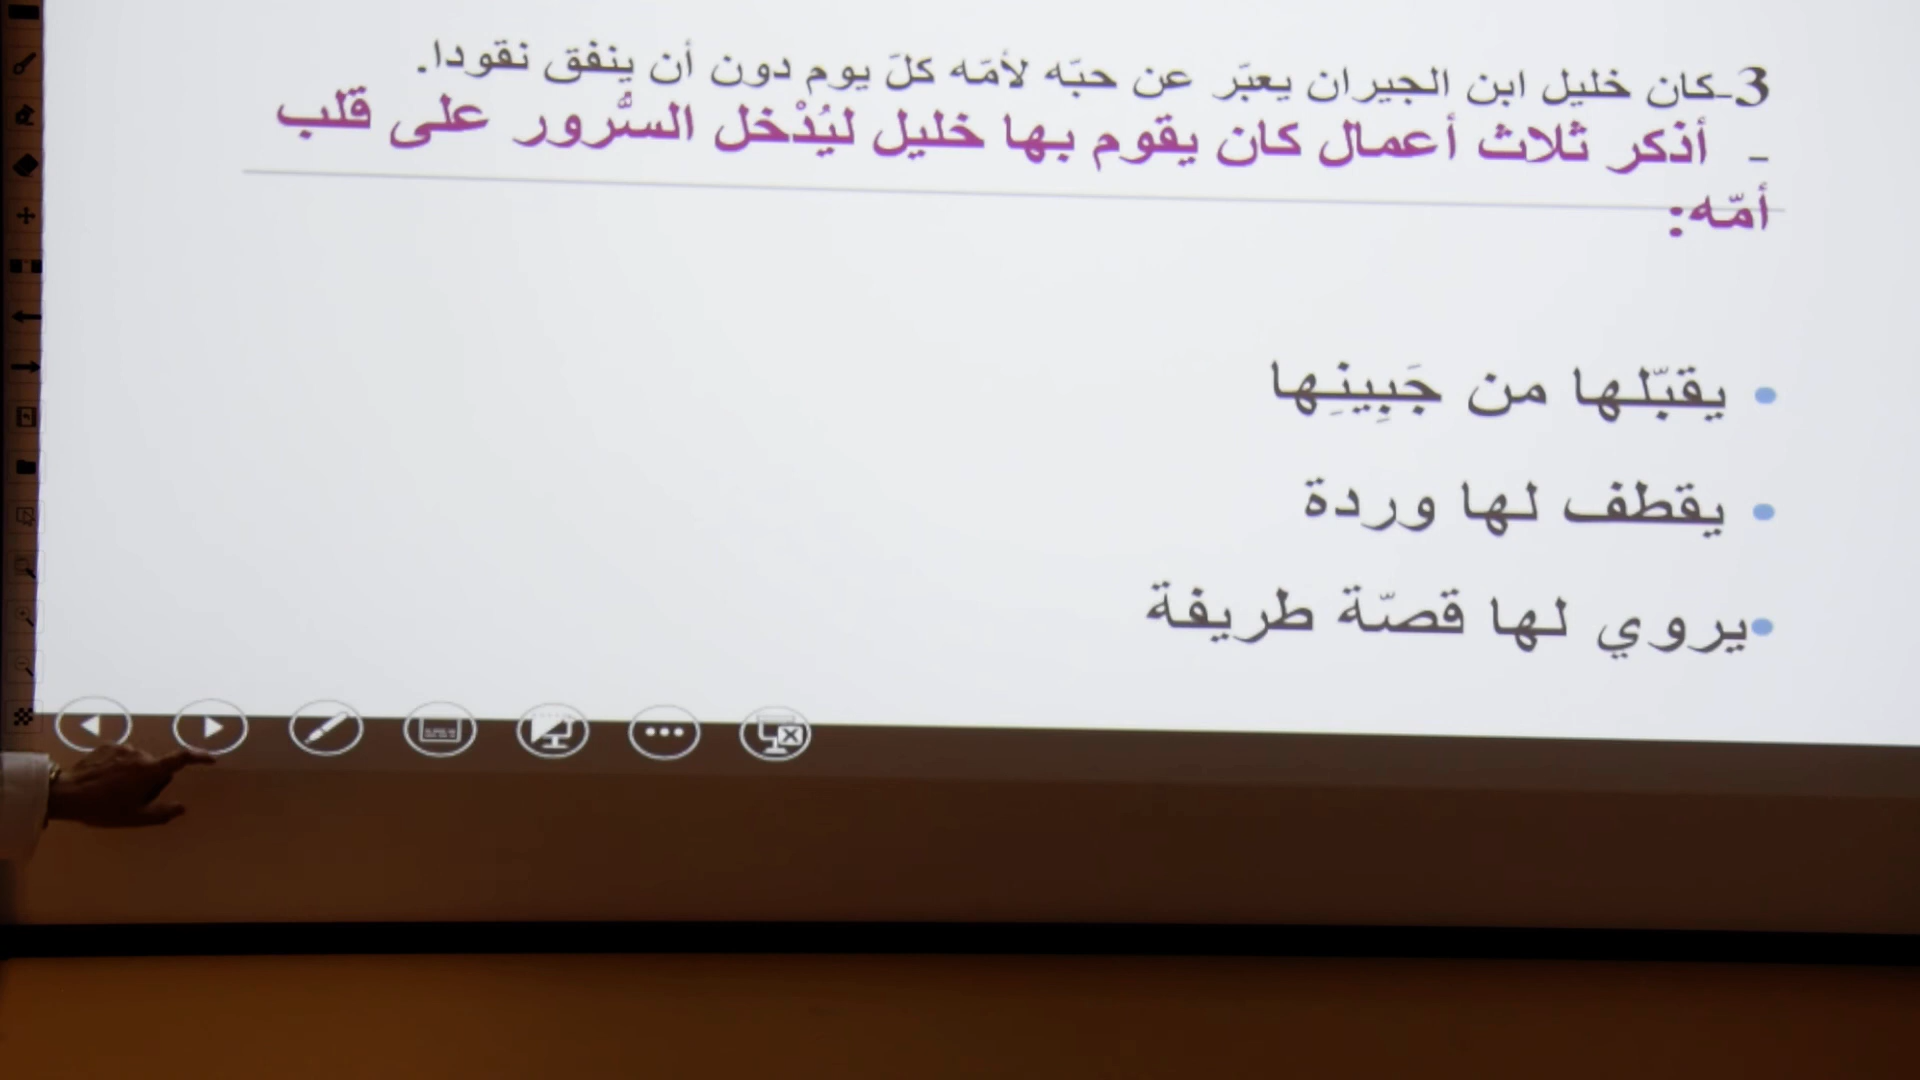 3-كان خليل ابن الجيران يعبَر عن حبَه لأمَه كلَ يوم دون أن ينفق نقودا.
- أذكر ثلاث أعمال كان يقوم بها خليل ليُدْخل السُّرور على قلب
أمّه:
• يقبّلها من جَبِينِها
• يقطف لها وردة
•يروي لها قصّة طريفة